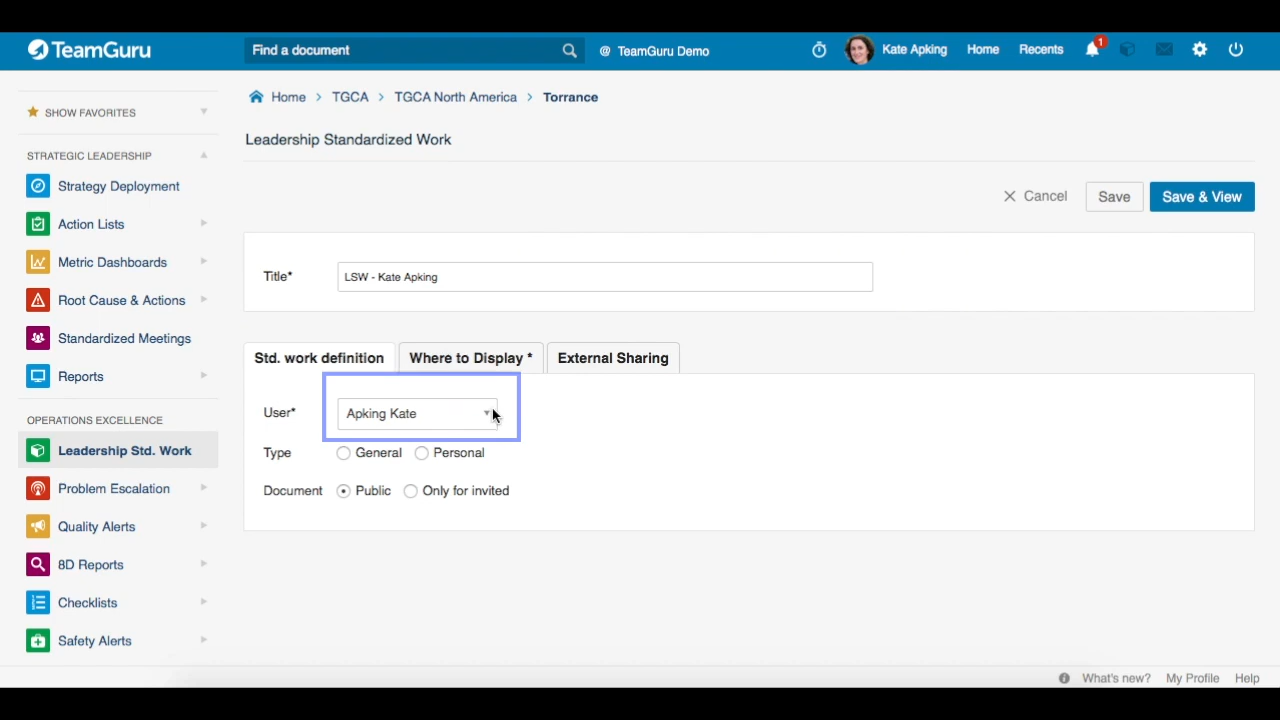 TeamGuru
Find a document
@ TeamGuru Demo
Kate Apking
Home
Recents
1
SHOW FAVORITES
Home > TGCA > TGCA North America > Torrance
Leadership Standardized Work
STRATEGIC LEADERSHIP
Strategy Deployment
Action Lists
Metric Dashboards
Root Cause & Actions
Standardized Meetings
Reports
OPERATIONS EXCELLENCE
Leadership Std. Work
Problem Escalation
Quality Alerts
8D Reports
Checklists
Safety Alerts
Cancel
Save
Save & View
Title* LSW - Kate Apking
Std. work definition
Where to Display *
External Sharing
User* Apking Kate
Type General Personal
Document Public Only for invited
What's new? My Profile Help